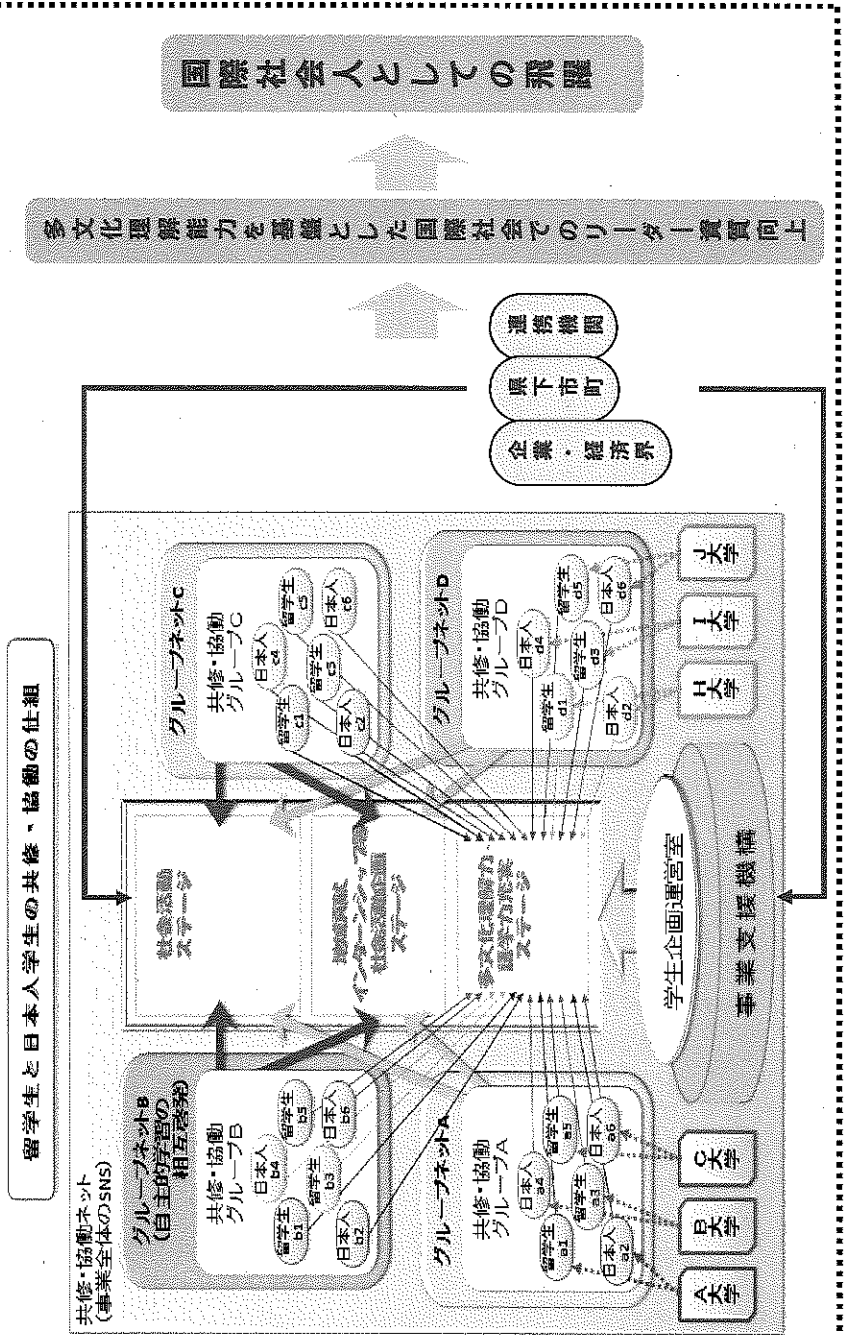 留学生と日本人学生の共修・協働の仕組
共修・協働ネット
(事業全体のSNS)
グループネットB
(自主的学習の
相互啓発)
共修・協働
グループB
留学生
b1
日本人
b2
留学生
b3
日本人
b4
留学生
b5
日本人
b6
社会活動
ステージ
グループネットC
共修・協働
グループC
留学生
c1
日本人
c2
留学生
c3
日本人
c4
留学生
c5
日本人
c6
地域貢献
インターンシップ等
社会活動企画
ステージ
グループネットA
共修・協働
グループA
留学生
a1
日本人
a2
留学生
a3
日本人
a4
留学生
a5
日本人
a6
多文化理解力
語学力充実
ステージ
グループネットD
共修・協働
グループD
留学生
d1
日本人
d2
留学生
d3
日本人
d4
留学生
d5
日本人
d6
学生企画運営室
事業支援機構
A
大学
B
大学
C
大学
H
大学
I
大学
J
大学
企業・経済界
県下市町
連携機関
多文化理解能力を基盤とした国際社会でのリーダー資質向上
国際社会人としての飛躍